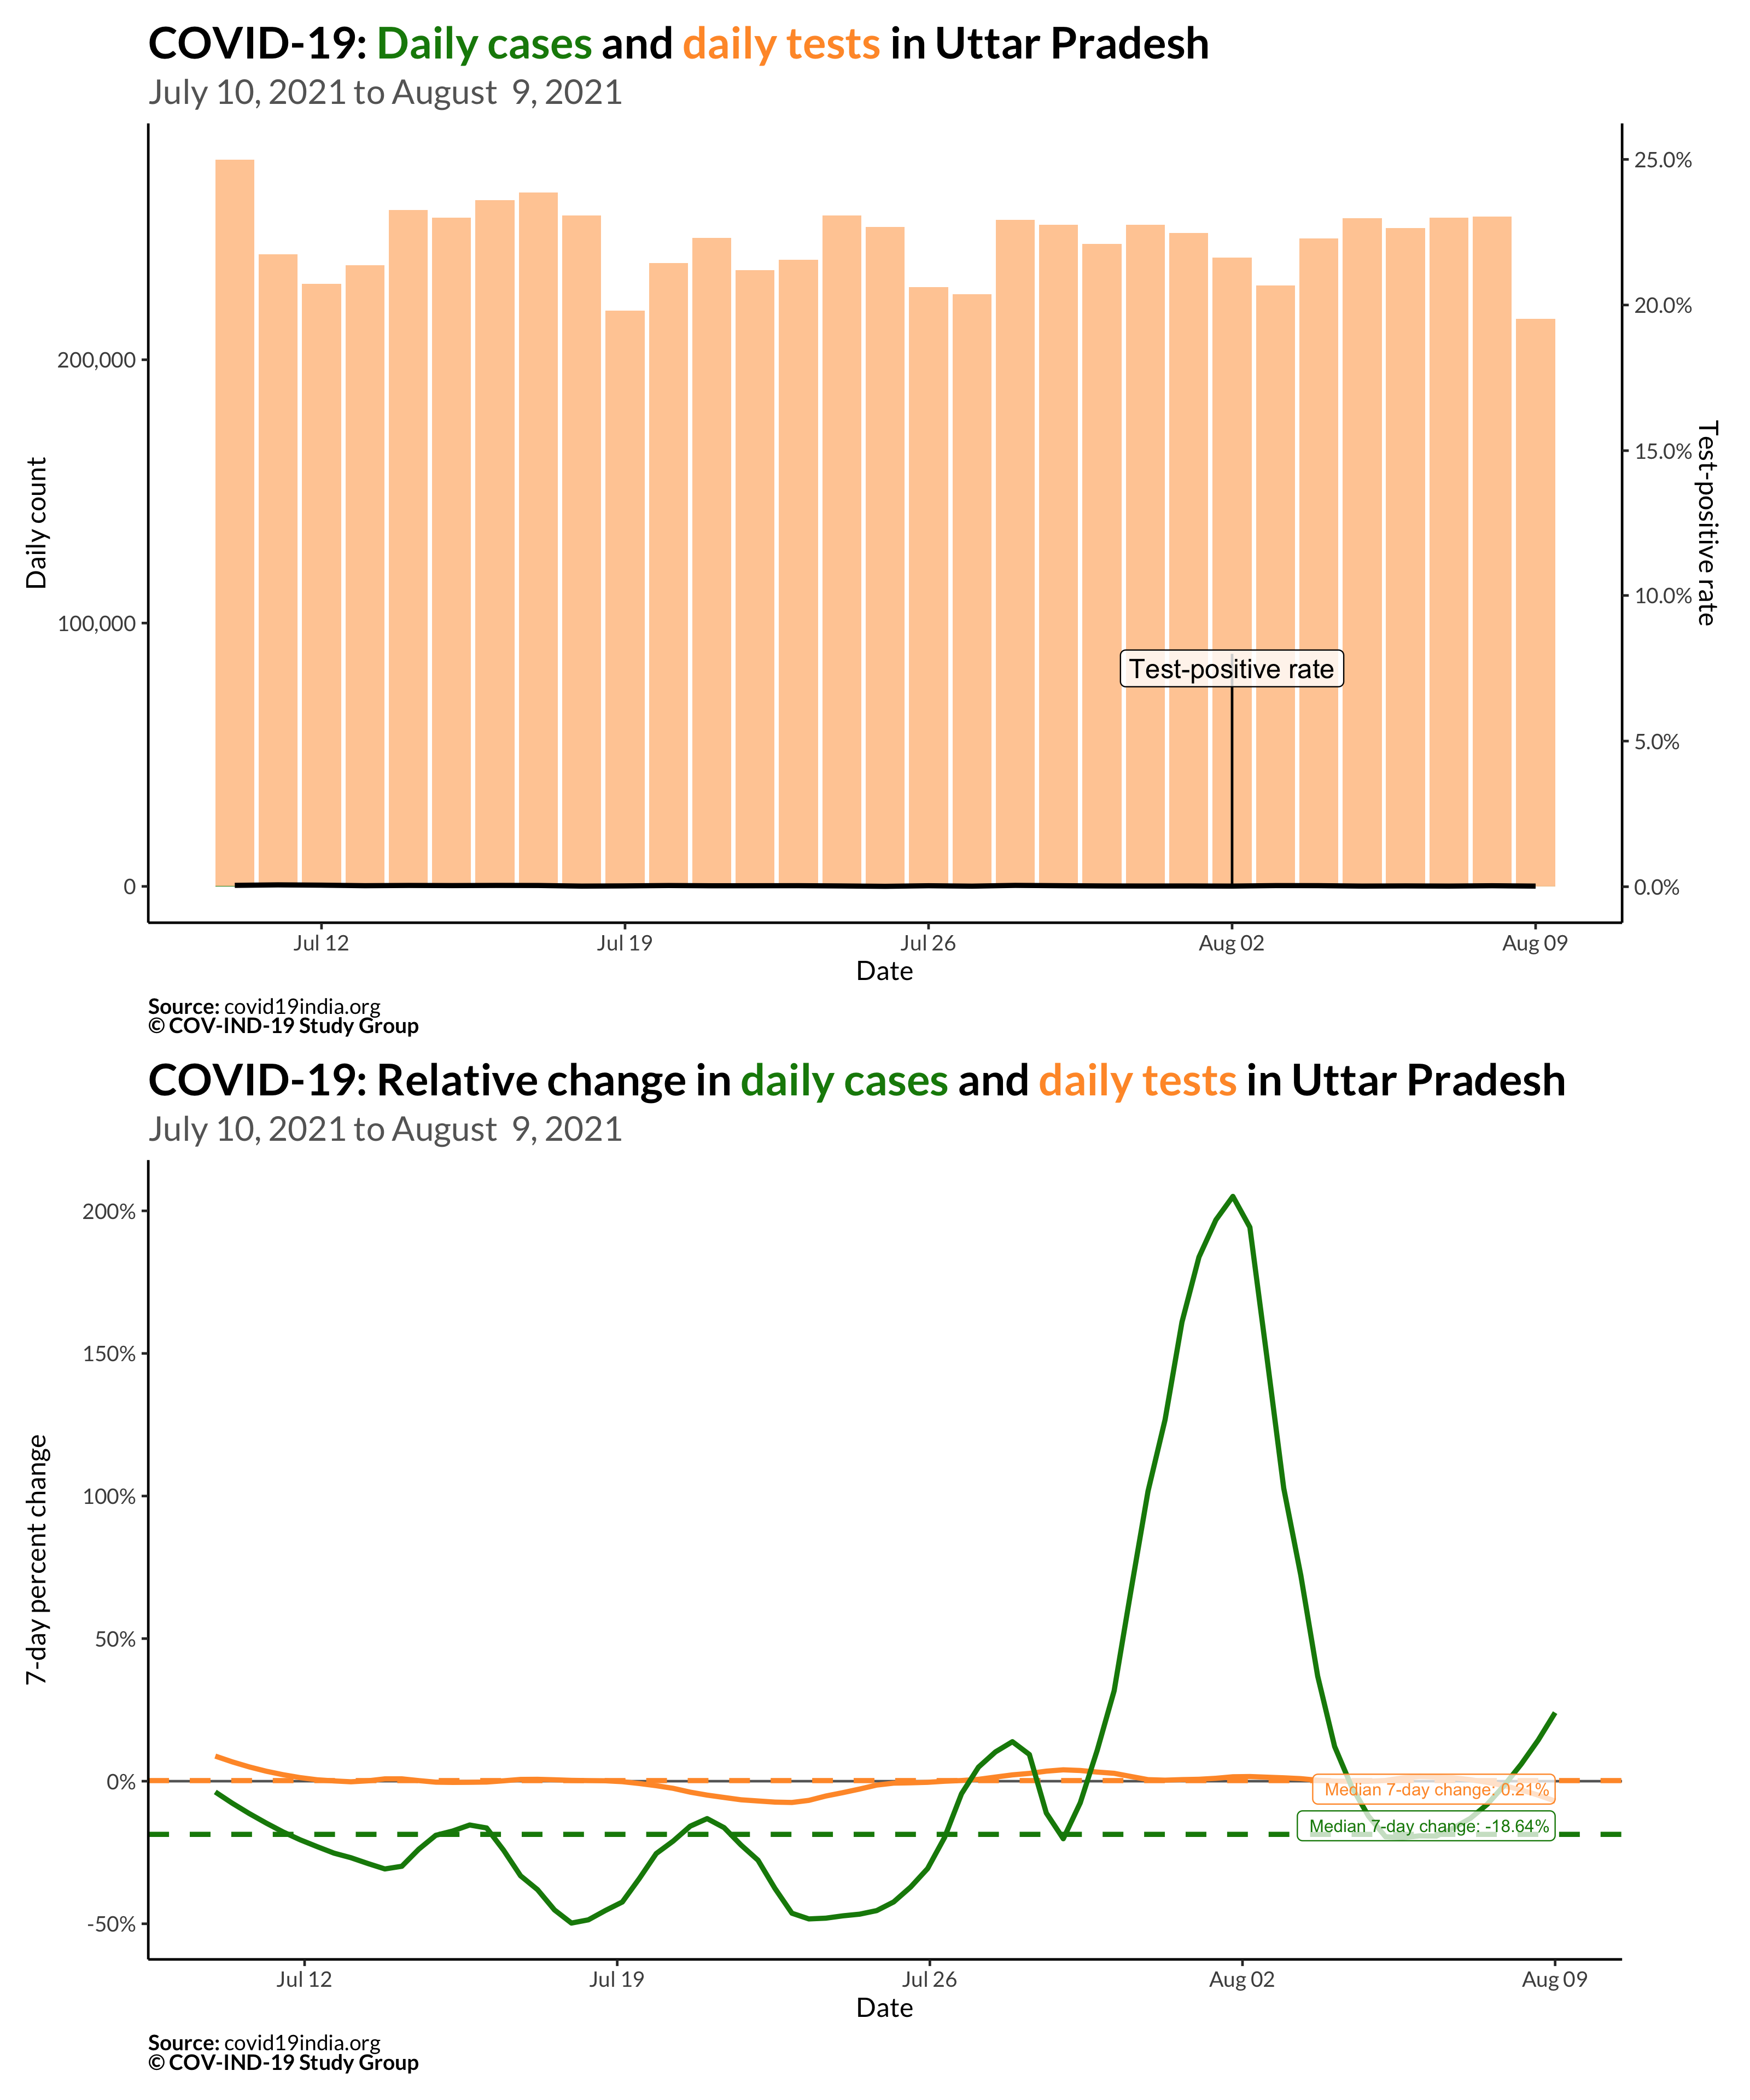 COVID-19: Daily cases and daily tests in Uttar Pradesh
July 10, 2021 to August  9, 2021
Daily count
200,000
100,000
0
25.0%
20.0%
15.0%
10.0%
5.0%
0.0%
Test-positive rate
Test-positive rate
Jul 12
Jul 19
Jul 26
Aug 02
Aug 09
Date
Source: covid19india.org
© COV-IND-19 Study Group
COVID-19: Relative change in daily cases and daily tests in Uttar Pradesh
July 10, 2021 to August  9, 2021
7-day percent change
200%
150%
100%
50%
0%
-50%
Median 7-day change: 0.21%
Median 7-day change: -18.64%
Jul 12
Jul 19
Jul 26
Aug 02
Aug 09
Date
Source: covid19india.org
© COV-IND-19 Study Group